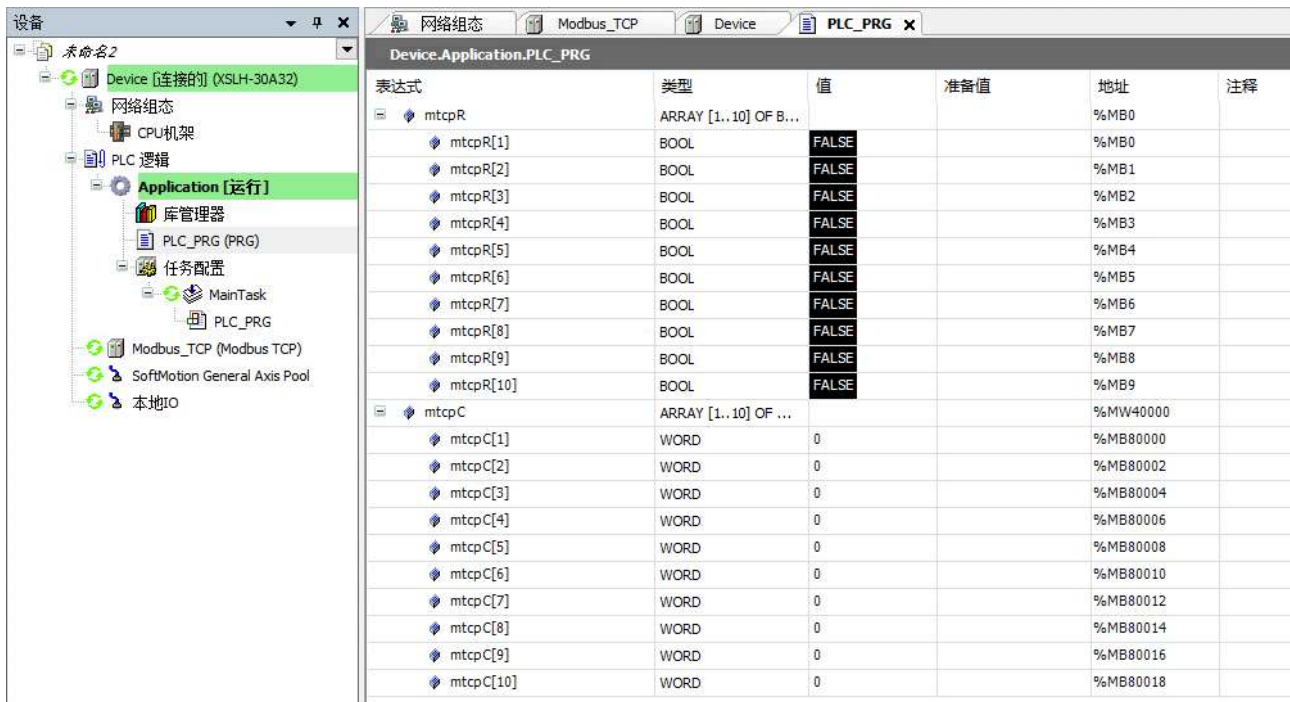 设备
网络组态 Modbus_TCP Device PLC_PRG
未命名2
Device.Application.PLC_PRG
Device [连接的] (XSLH-30A32)
网络组态
CPU机架
PLC 逻辑
Application [运行]
库管理器
PLC_PRG (PRG)
任务配置
MainTask
PLC_PRG
Modbus_TCP (Modbus TCP)
SoftMotion General Axis Pool
本地IO
表达式 类型 值 准备值 地址 注释
mtcpR ARRAY [1..10] OF B... %MB0
mtcpR[1] BOOL FALSE %MB0
mtcpR[2] BOOL FALSE %MB1
mtcpR[3] BOOL FALSE %MB2
mtcpR[4] BOOL FALSE %MB3
mtcpR[5] BOOL FALSE %MB4
mtcpR[6] BOOL FALSE %MB5
mtcpR[7] BOOL FALSE %MB6
mtcpR[8] BOOL FALSE %MB7
mtcpR[9] BOOL FALSE %MB8
mtcpR[10] BOOL FALSE %MB9
mtcpC ARRAY [1..10] OF ... %MW40000
mtcpC[1] WORD 0 %MB80000
mtcpC[2] WORD 0 %MB80002
mtcpC[3] WORD 0 %MB80004
mtcpC[4] WORD 0 %MB80006
mtcpC[5] WORD 0 %MB80008
mtcpC[6] WORD 0 %MB80010
mtcpC[7] WORD 0 %MB80012
mtcpC[8] WORD 0 %MB80014
mtcpC[9] WORD 0 %MB80016
mtcpC[10] WORD 0 %MB80018